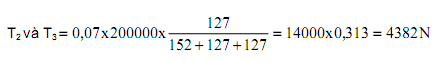 T₂ và T₃ = 0,07x200000x 127/(152+127+127) = 14000x0,313 = 4382N